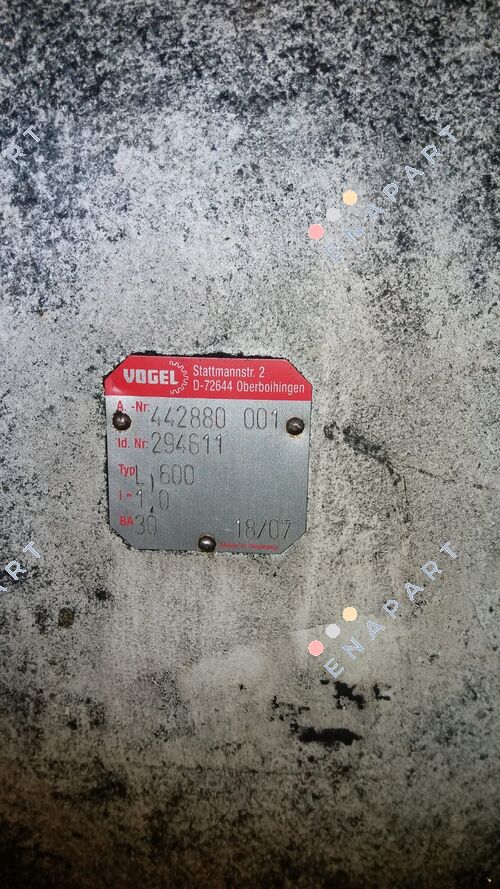 VOGEL
Stattmannstr. 2
D-72644 Oberboihingen
A. -Nr: 442880 001
Id. Nr: 294611
Typ L 600
i = 1,0
BA 30 18/07
Made in Germany
ENAPART
ENAPART